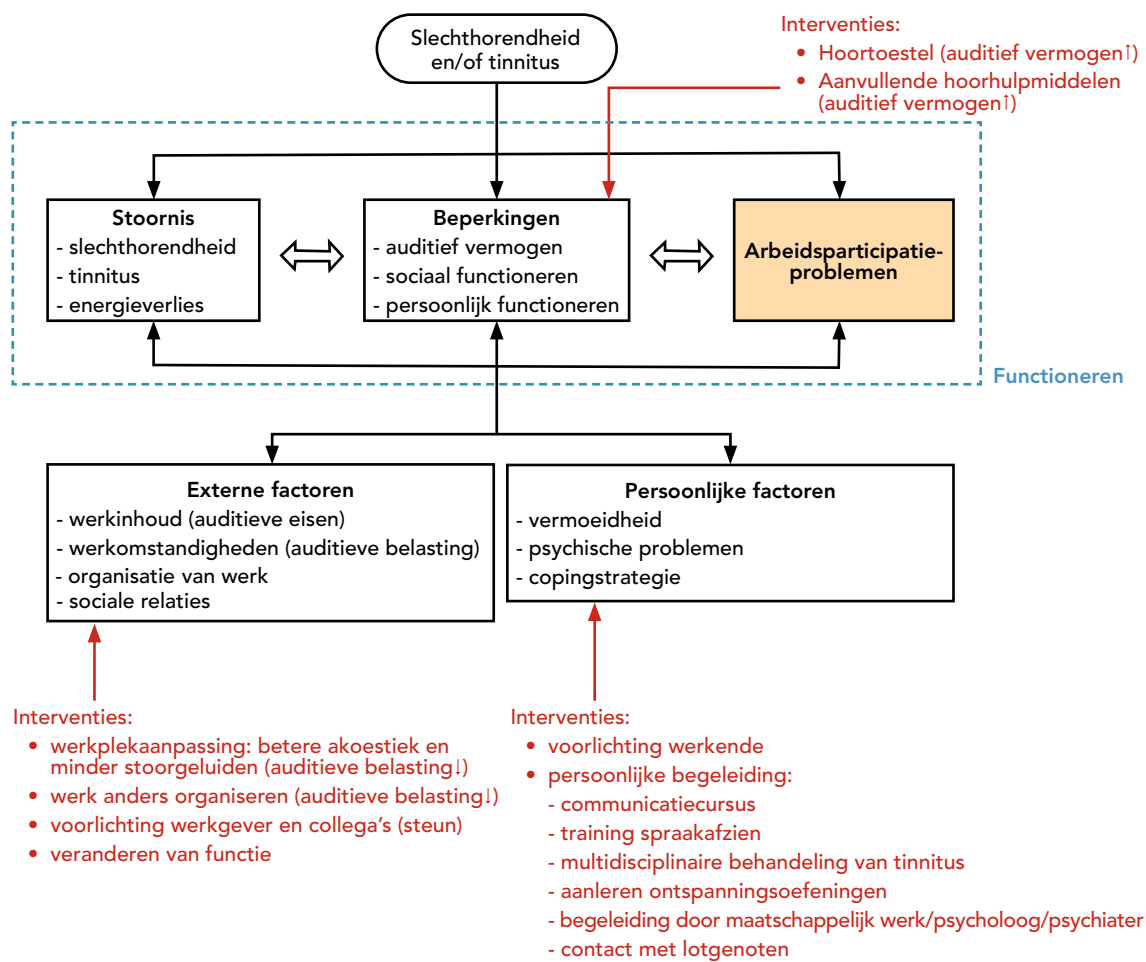 Slechthorendheid
en/of tinnitus
Interventies:
• Hoortoestel (auditief vermogen↑)
• Aanvullende hoorhulpmiddelen
(auditief vermogen↑)
Stoornis
- slechthorendheid
- tinnitus
- energieverlies
Beperkingen
- auditief vermogen
- sociaal functioneren
- persoonlijk functioneren
Arbeidsparticipatie-
problemen
Functioneren
Externe factoren
- werkinhoud (auditieve eisen)
- werkomstandigheden (auditieve belasting)
- organisatie van werk
- sociale relaties
Persoonlijke factoren
- vermoeidheid
- psychische problemen
- copingstrategie
Interventies:
• werkplekaanpassing: betere akoestiek en
minder stoorgeluiden (auditieve belasting↓)
• werk anders organiseren (auditieve belasting↓)
• voorlichting werkgever en collega’s (steun)
• veranderen van functie
Interventies:
• voorlichting werkende
• persoonlijke begeleiding:
- communicatiecursus
- training spraakafzien
- multidisciplinaire behandeling van tinnitus
- aanleren ontspanningsoefeningen
- begeleiding door maatschappelijk werk/psycholoog/psychiater
- contact met lotgenoten